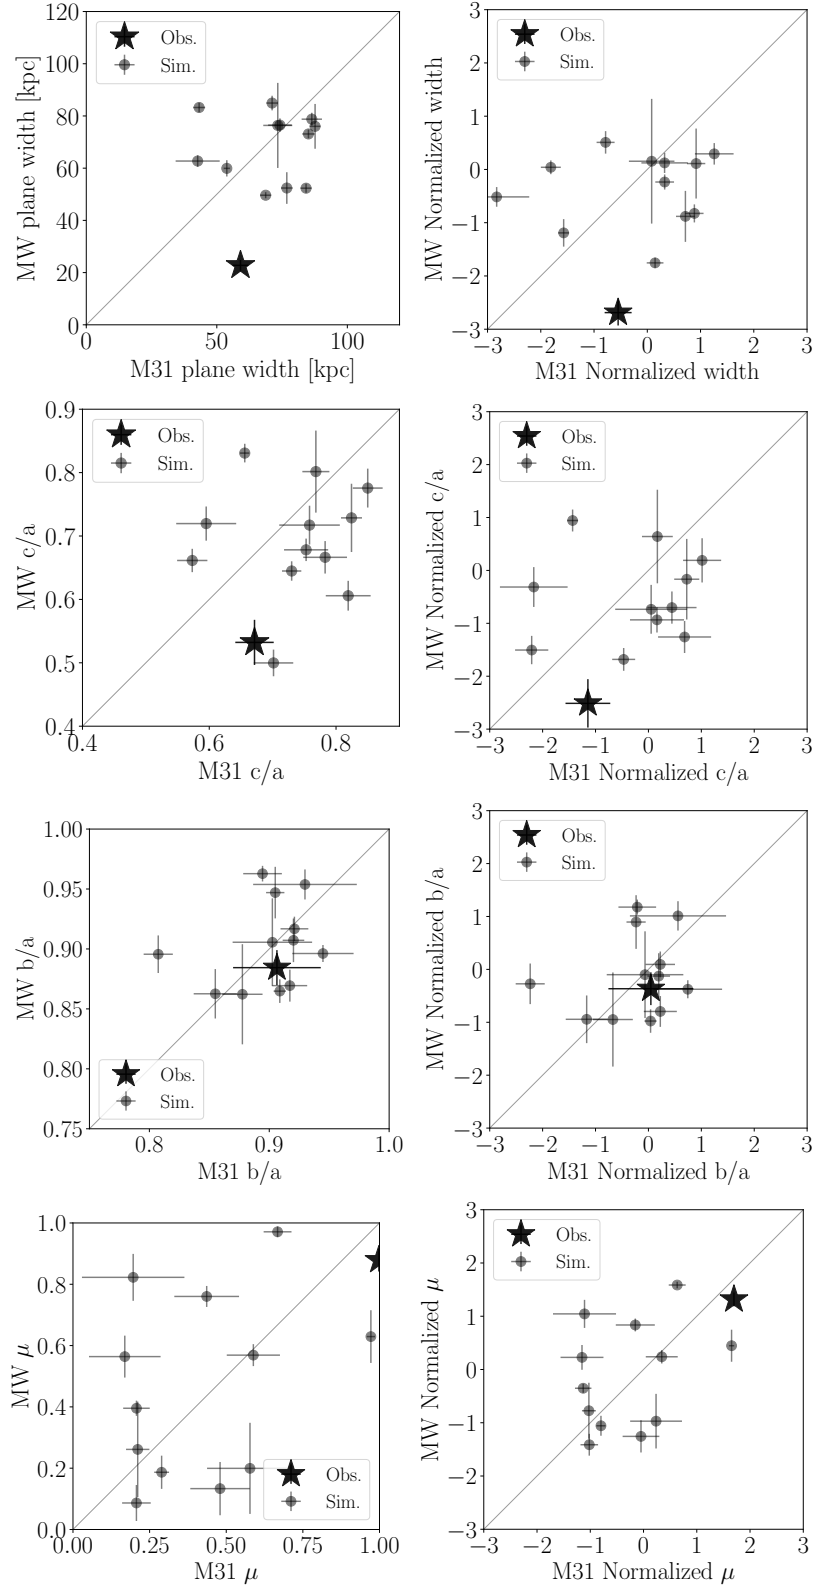 120
100
80
60
40
20
0
MW plane width [kpc]
Obs.
Sim.
0
50
100
M31 plane width [kpc]
3
2
1
0
−1
−2
−3
MW Normalized width
Obs.
Sim.
−3
−2
−1
0
1
2
3
M31 Normalized width
0.9
0.8
0.7
0.6
0.5
0.4
MW c/a
Obs.
Sim.
0.4
0.6
0.8
M31 c/a
3
2
1
0
−1
−2
−3
MW Normalized c/a
Obs.
Sim.
−3
−2
−1
0
1
2
3
M31 Normalized c/a
1.00
0.95
0.90
0.85
0.80
0.75
MW b/a
Obs.
Sim.
0.8
0.9
1.0
M31 b/a
3
2
1
0
−1
−2
−3
MW Normalized b/a
Obs.
Sim.
−3
−2
−1
0
1
2
3
M31 Normalized b/a
1.0
0.8
0.6
0.4
0.2
0.0
MW μ
Obs.
Sim.
0.00
0.25
0.50
0.75
1.00
M31 μ
3
2
1
0
−1
−2
−3
MW Normalized μ
Obs.
Sim.
−3
−2
−1
0
1
2
3
M31 Normalized μ